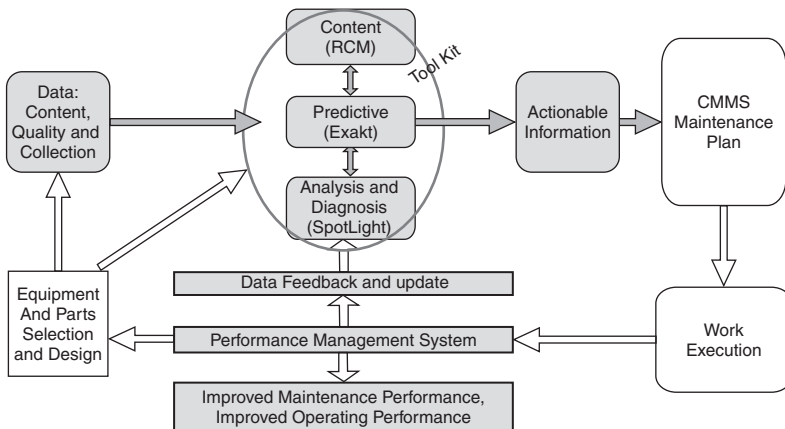 Content
(RCM)
Tool Kit
Data:
Content,
Quality and
Collection
Predictive
(Exakt)
Actionable
Information
CMMS
Maintenance
Plan
Analysis and
Diagnosis
(SpotLight)
Equipment
And Parts
Selection
and Design
Data Feedback and update
Performance Management System
Work
Execution
Improved Maintenance Performance,
Improved Operating Performance